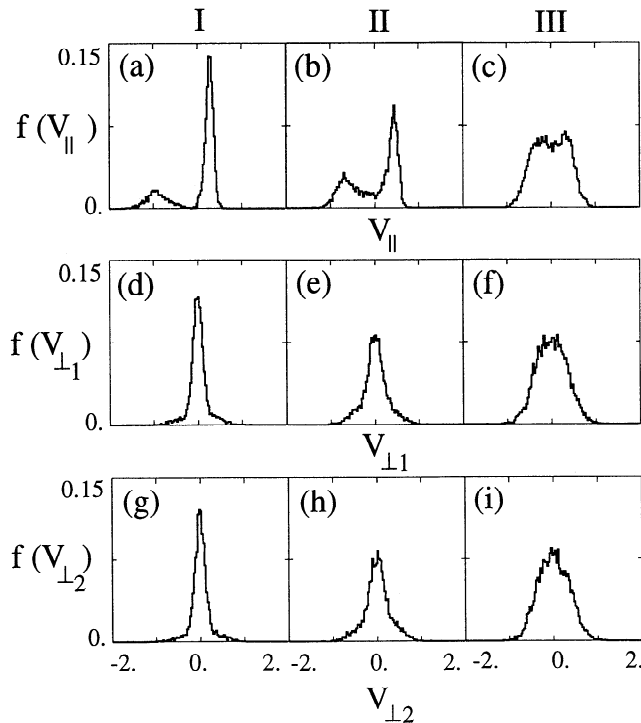 I II III
0.15 (a) (b) (c)
f (V∥)
0.
V∥
0.15 (d) (e) (f)
f (V⊥1)
0.
V⊥1
0.15 (g) (h) (i)
f (V⊥2)
0.
-2. 0. 2. -2. 0. 2. -2. 0. 2.
V⊥2